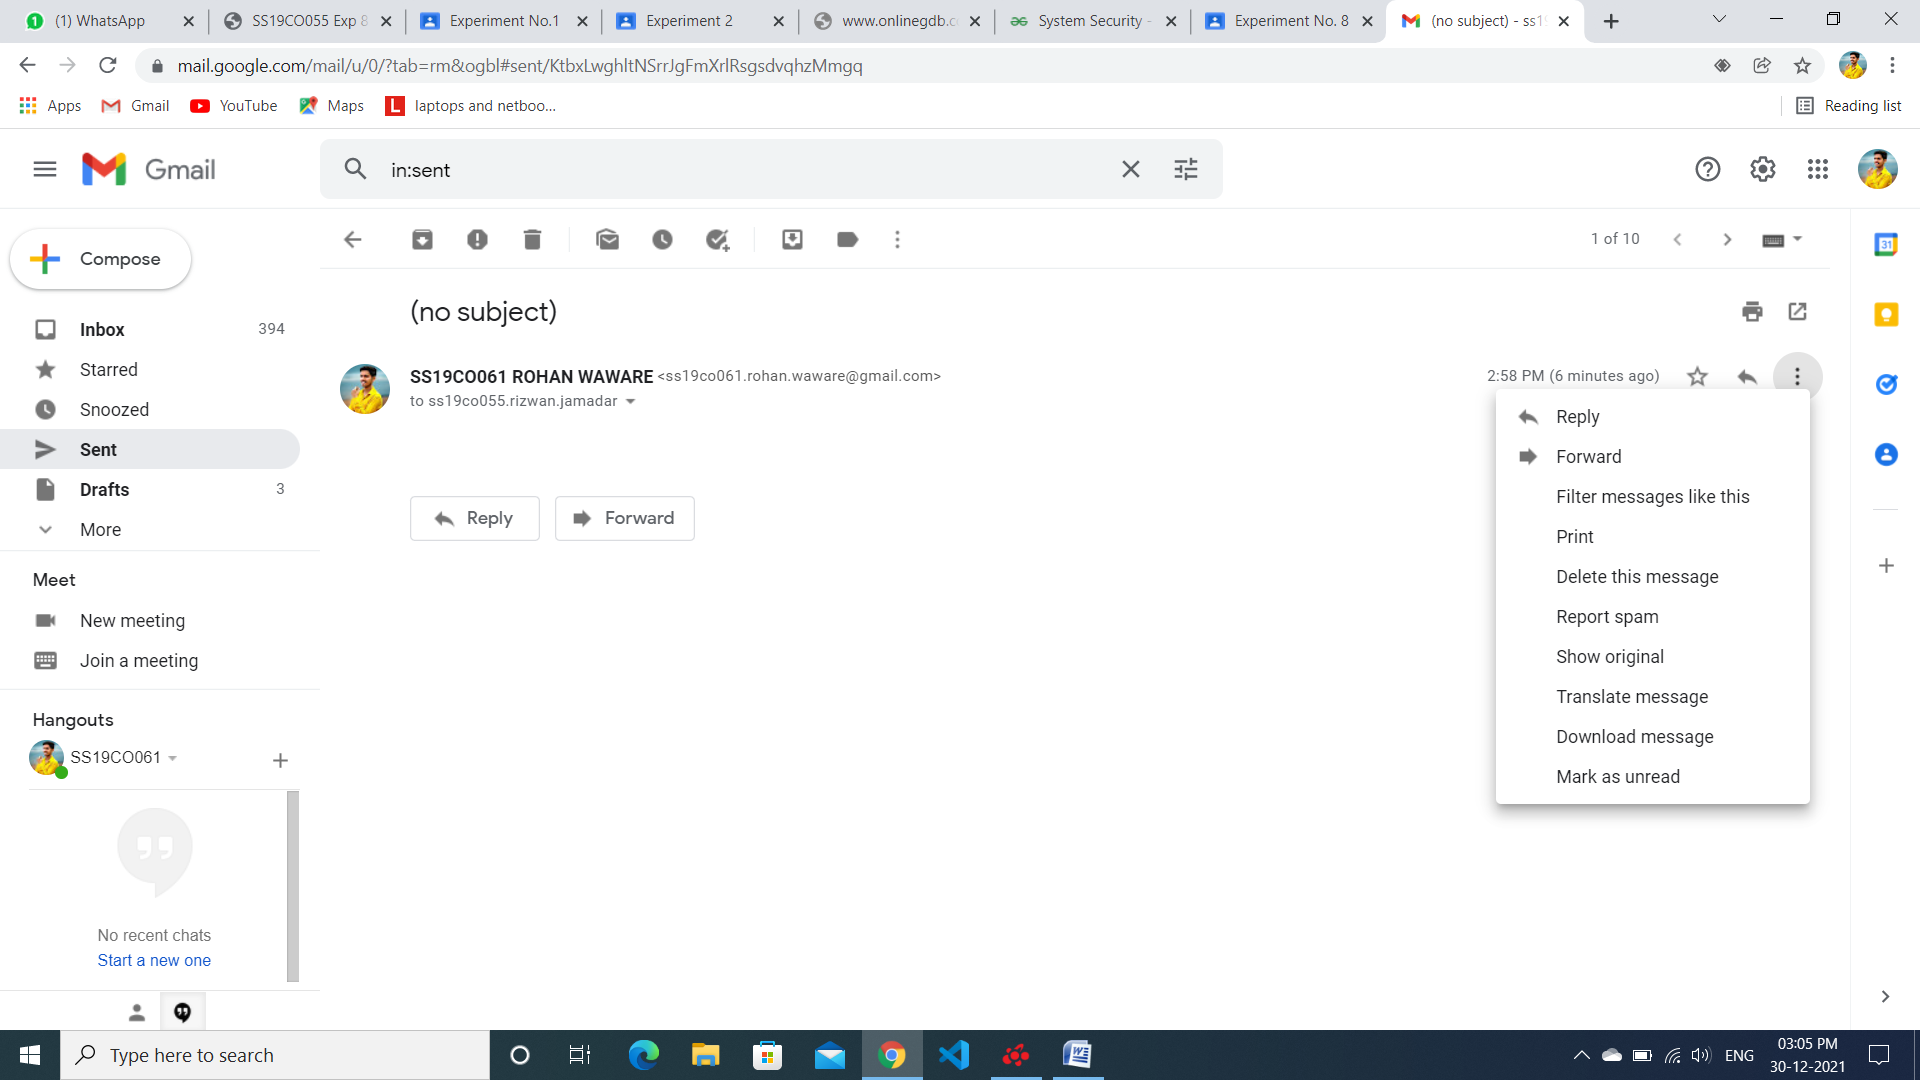 (1) WhatsApp
SS19CO055 Exp 8
Experiment No.1
Experiment 2
www.onlinegdb.c
System Security -
Experiment No. 8
(no subject) - ss19
mail.google.com/mail/u/0/?tab=rm&ogbl#sent/KtbxLwghltNSrrJgFmXrlRsgsdvqhzMmgq
Apps
Gmail
YouTube
Maps
L
laptops and netboo...
Reading list
Gmail
in:sent
Compose
1 of 10
31
Inbox
394
Starred
Snoozed
Sent
Drafts
3
More
(no subject)
SS19CO061 ROHAN WAWARE <ss19co061.rohan.waware@gmail.com>
2:58 PM (6 minutes ago)
to ss19co055.rizwan.jamadar
Reply
Forward
Reply
Forward
Filter messages like this
Print
Delete this message
Report spam
Show original
Translate message
Download message
Mark as unread
Meet
New meeting
Join a meeting
Hangouts
SS19CO061
No recent chats
Start a new one
Type here to search
ENG
03:05 PM
30-12-2021